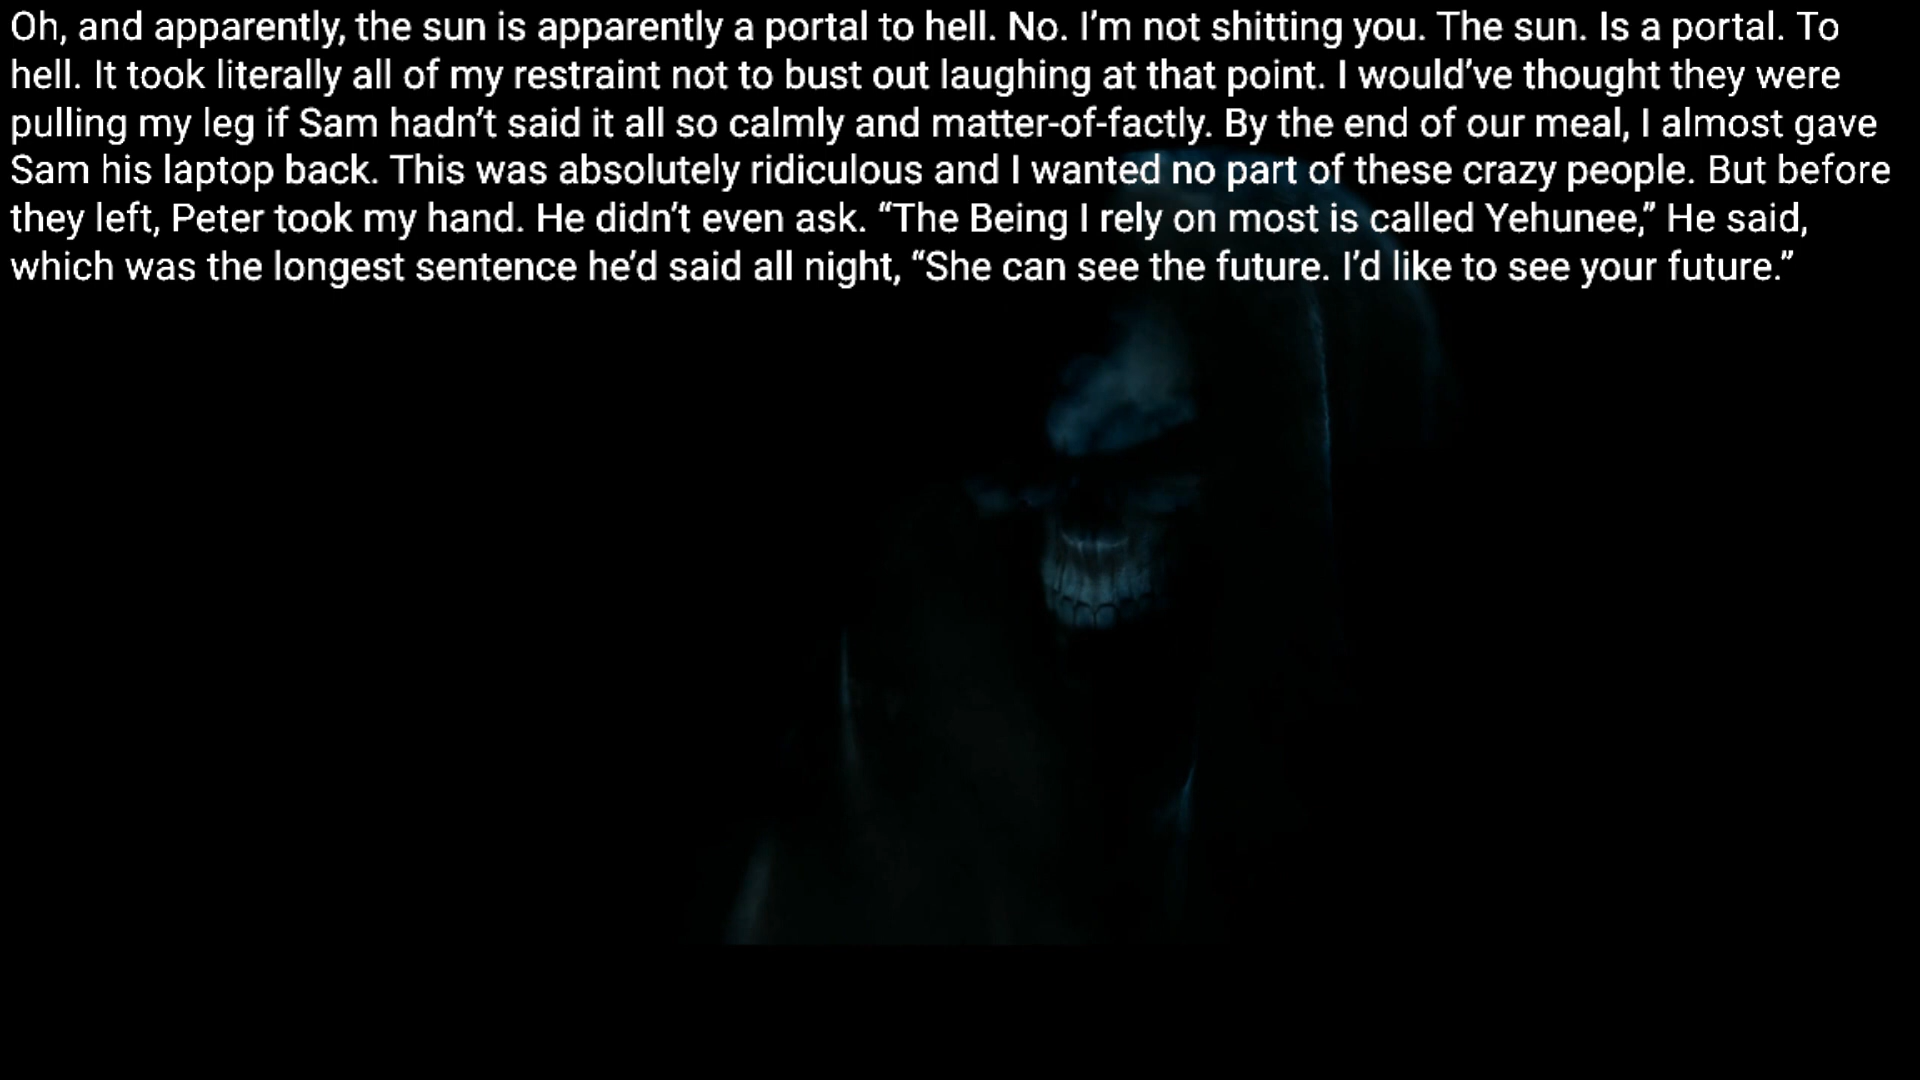 Oh, and apparently, the sun is apparently a portal to hell. No. I’m not shitting you. The sun. Is a portal. To
hell. It took literally all of my restraint not to bust out laughing at that point. I would’ve thought they were
pulling my leg if Sam hadn’t said it all so calmly and matter-of-factly. By the end of our meal, I almost gave
Sam his laptop back. This was absolutely ridiculous and I wanted no part of these crazy people. But before
they left, Peter took my hand. He didn’t even ask. “The Being I rely on most is called Yehunee,” He said,
which was the longest sentence he’d said all night, “She can see the future. I’d like to see your future.”